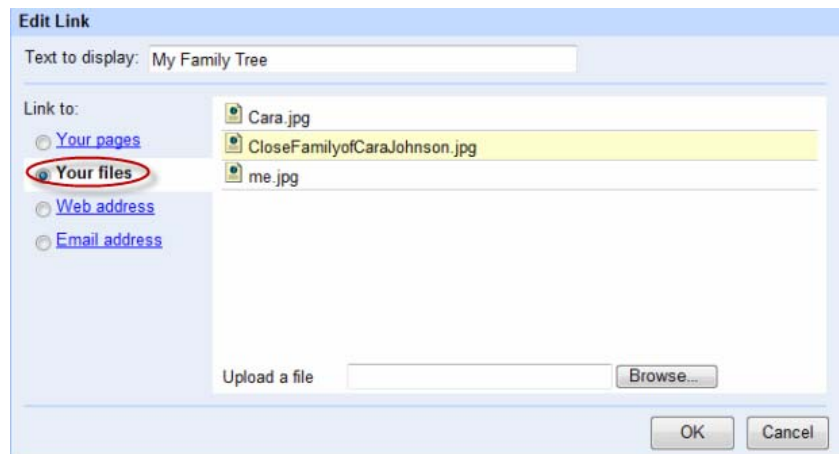 Edit Link
Text to display: My Family Tree
Link to:
Your pages
Your files
Web address
Email address
Cara.jpg
CloseFamilyofCaraJohnson.jpg
me.jpg
Upload a file Browse...
OK Cancel